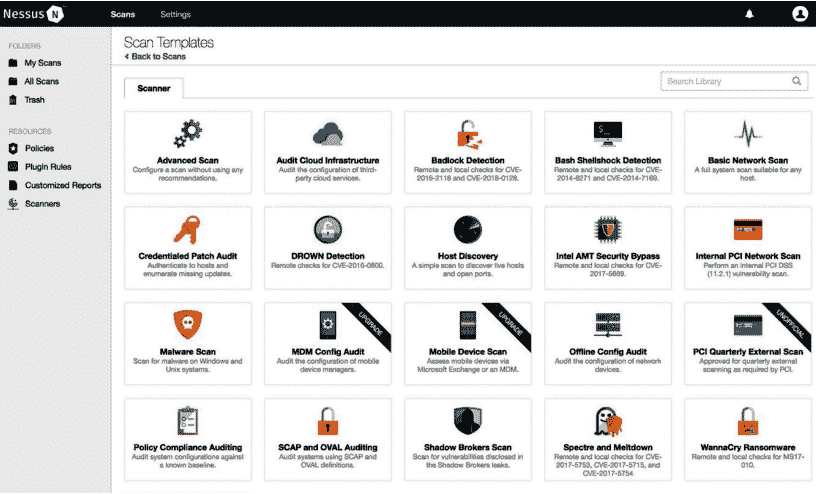 Nessus N
Scans
Settings
FOLDERS
My Scans
All Scans
Trash
RESOURCES
Policies
Plugin Rules
Customized Reports
Scanners
Scan Templates
Back to Scans
Scanner
Search Library
Advanced Scan
Configure a scan without using any
recommendations.
Audit Cloud Infrastructure
Audit the configuration of third-
party cloud services.
Badlock Detection
Remote and local checks for CVE-
2016-2118 and CVE-2016-0128.
Bash Shellshock Detection
Remote and local checks for CVE-
2014-6271 and CVE-2014-7169.
Basic Network Scan
A full system scan suitable for any
host.
Credentialed Patch Audit
Authenticate to hosts and
enumerate missing updates.
DROWN Detection
Remote checks for CVE-2016-0800.
Host Discovery
A simple scan to discover live hosts
and open ports.
Intel AMT Security Bypass
Remote and local checks for CVE-
2017-5689.
Internal PCI Network Scan
Perform an internal PCI DSS
(11.2.1) vulnerability scan.
Malware Scan
Scan for malware on Windows and
Unix systems.
UPGRADE
MDM Config Audit
Audit the configuration of mobile
device managers.
UPGRADE
Mobile Device Scan
Assess mobile devices via
Microsoft Exchange or an MDM.
Offline Config Audit
Audit the configuration of network
devices.
UNOFFICIAL
PCI Quarterly External Scan
Approved for quarterly external
scanning as required by PCI.
Policy Compliance Auditing
Audit system configurations against
a known baseline.
SCAP and OVAL Auditing
Audit systems using SCAP and
OVAL definitions.
Shadow Brokers Scan
Scan for vulnerabilities disclosed in
the Shadow Brokers leaks.
Spectre and Meltdown
Remote and local checks for CVE-
2017-5753, CVE-2017-5715, and
CVE-2017-5754
WannaCry Ransomware
Remote and local checks for MS17-
010.